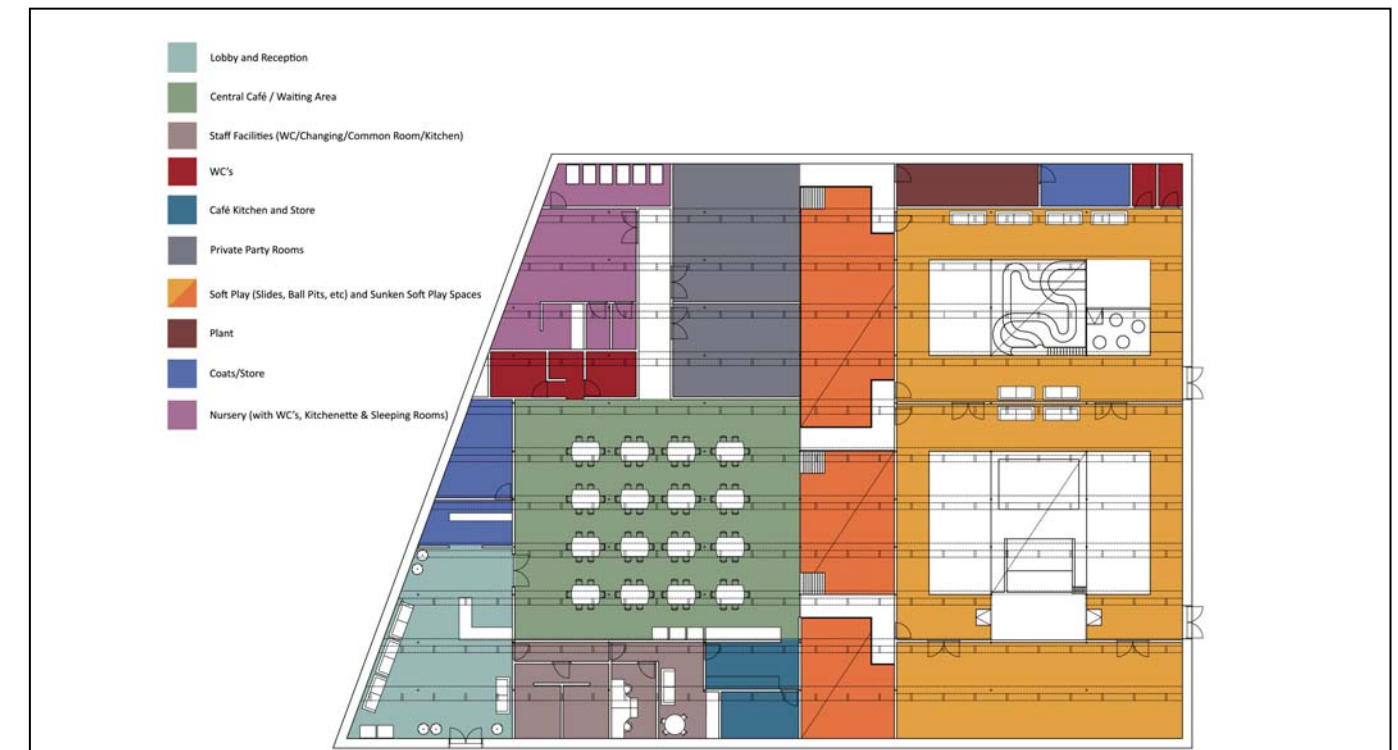 Lobby and Reception
Central Café / Waiting Area
Staff Facilities (WC/Changing/Common Room/Kitchen)
WC's
Café Kitchen and Store
Private Party Rooms
Soft Play (Slides, Ball Pits, etc) and Sunken Soft Play Spaces
Plant
Coats/Store
Nursery (with WC's, Kitchenette & Sleeping Rooms)